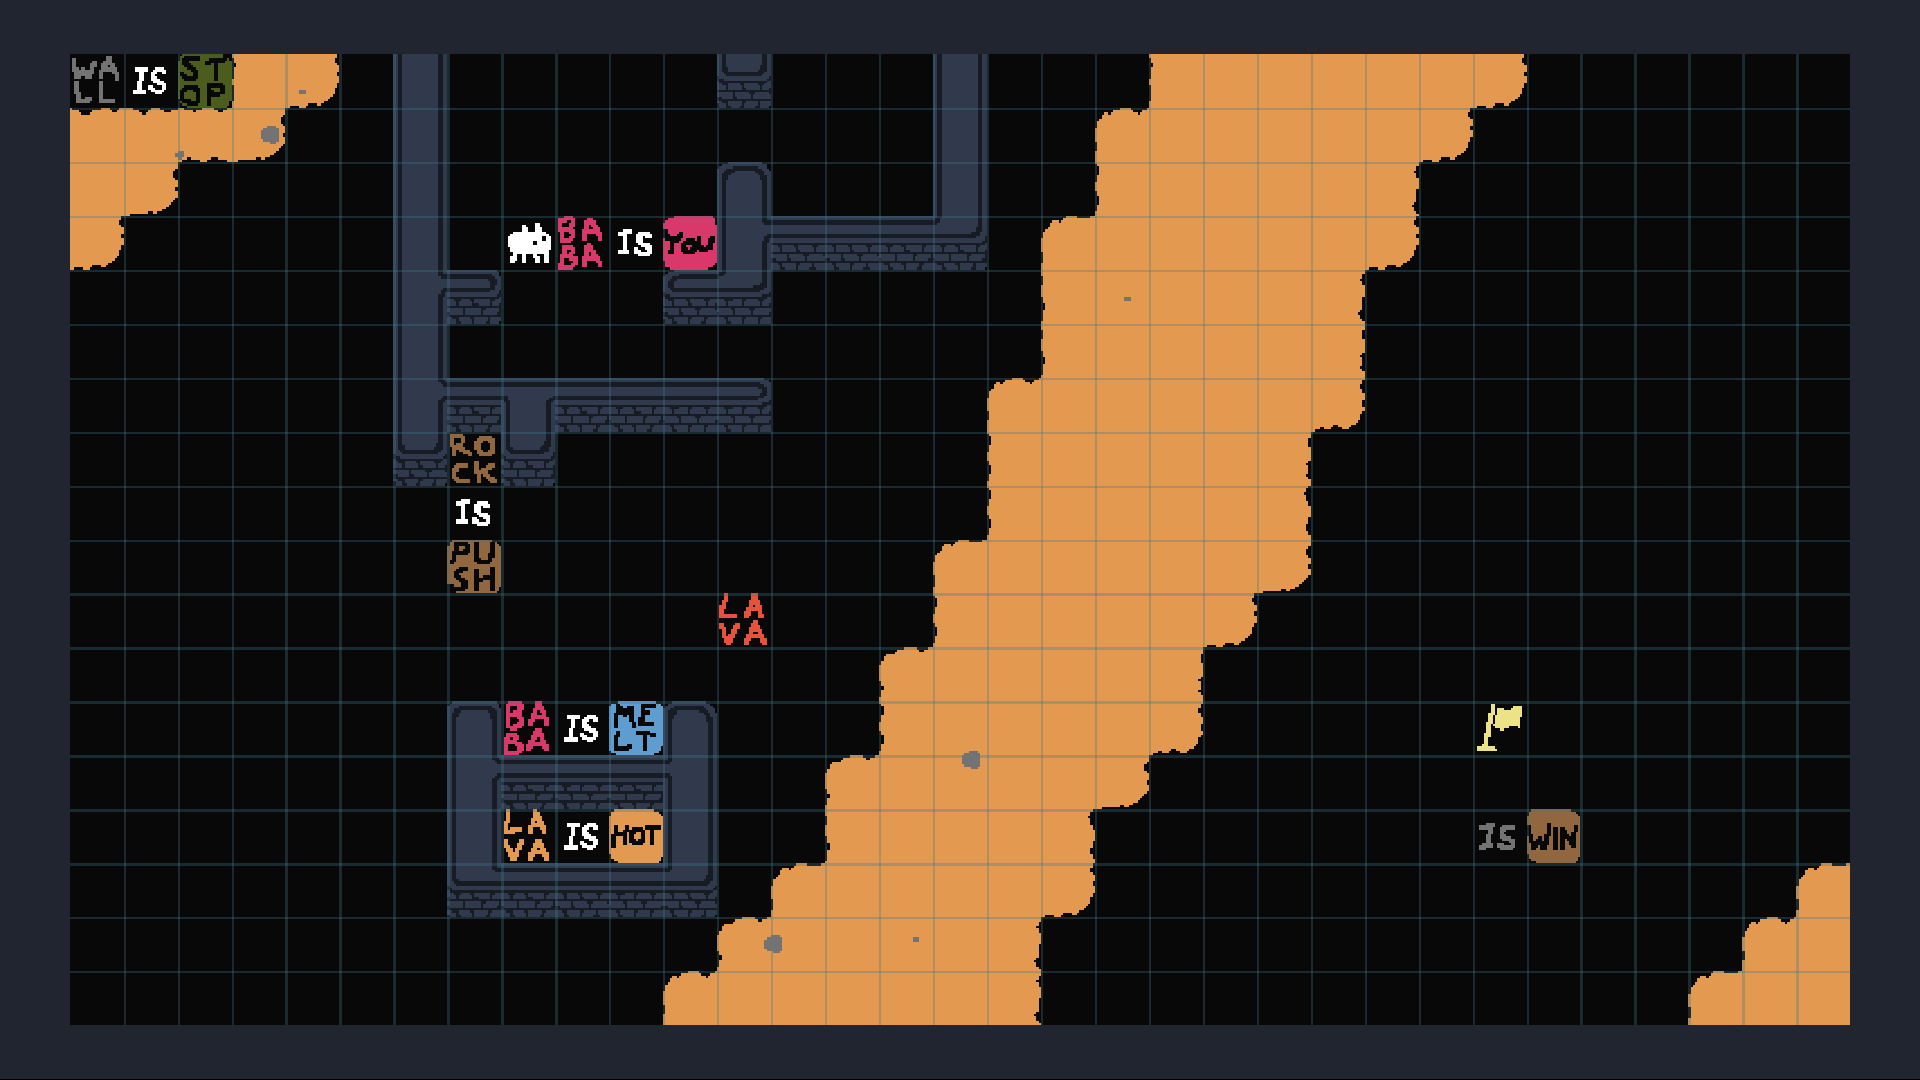 WALL IS STOP
BABA IS YOU
ROCK
IS
PUSH
LAVA
BABA IS MELT
LAVA IS HOT
IS WIN